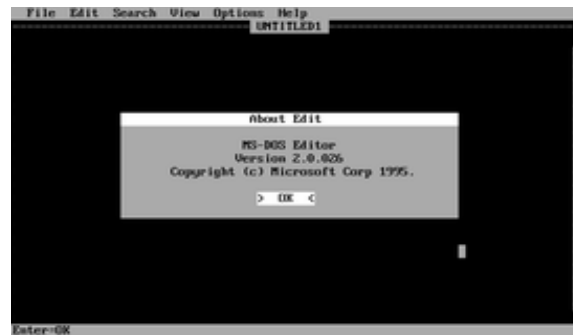 File Edit Search View Options Help
UNTITLED1
About Edit
MS-DOS Editor
Version 2.0.026
Copyright (c) Microsoft Corp 1995.
> OK <
Enter=OK